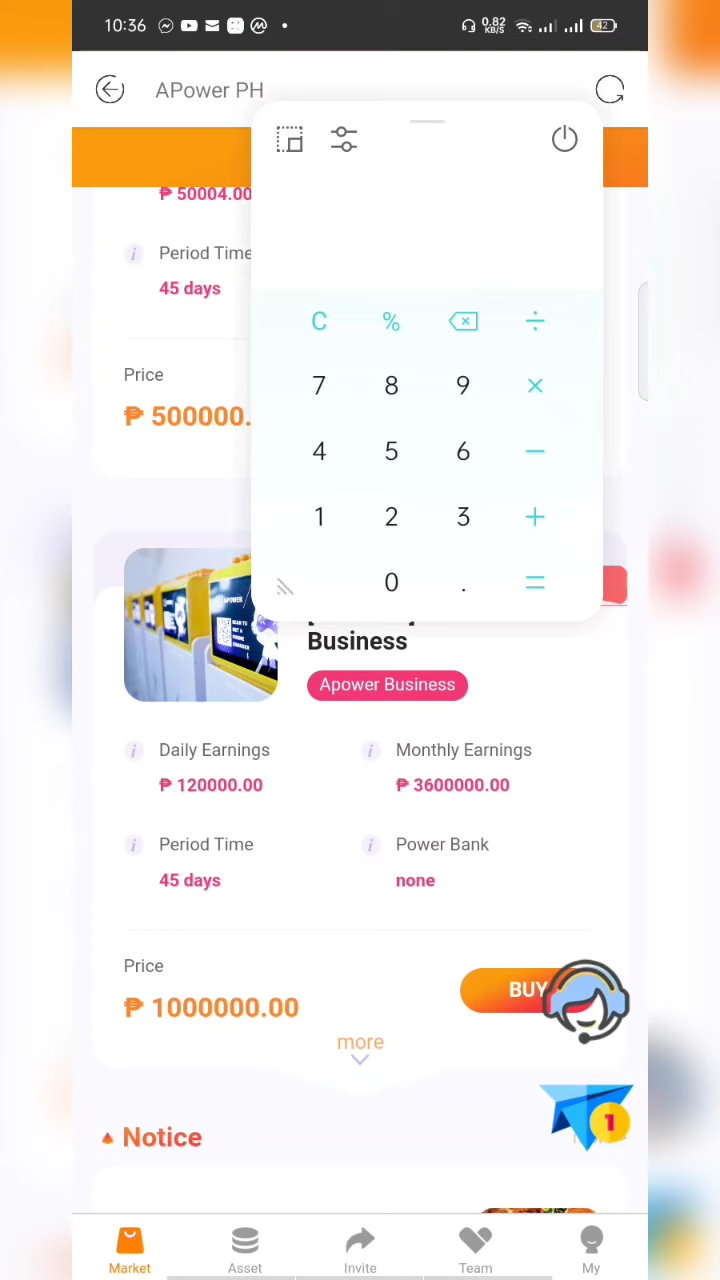 10:36
0.82
KB/S
42
APower PH
₱ 50004.00
Period Time
45 days
Price
₱ 500000.
C % ÷
7 8 9 ×
4 5 6 −
1 2 3 +
0 . =
Business
Apower Business
Daily Earnings
Monthly Earnings
₱ 120000.00
₱ 3600000.00
Period Time
Power Bank
45 days
none
Price
₱ 1000000.00
BUY
more
1
Notice
Market
Asset
Invite
Team
My